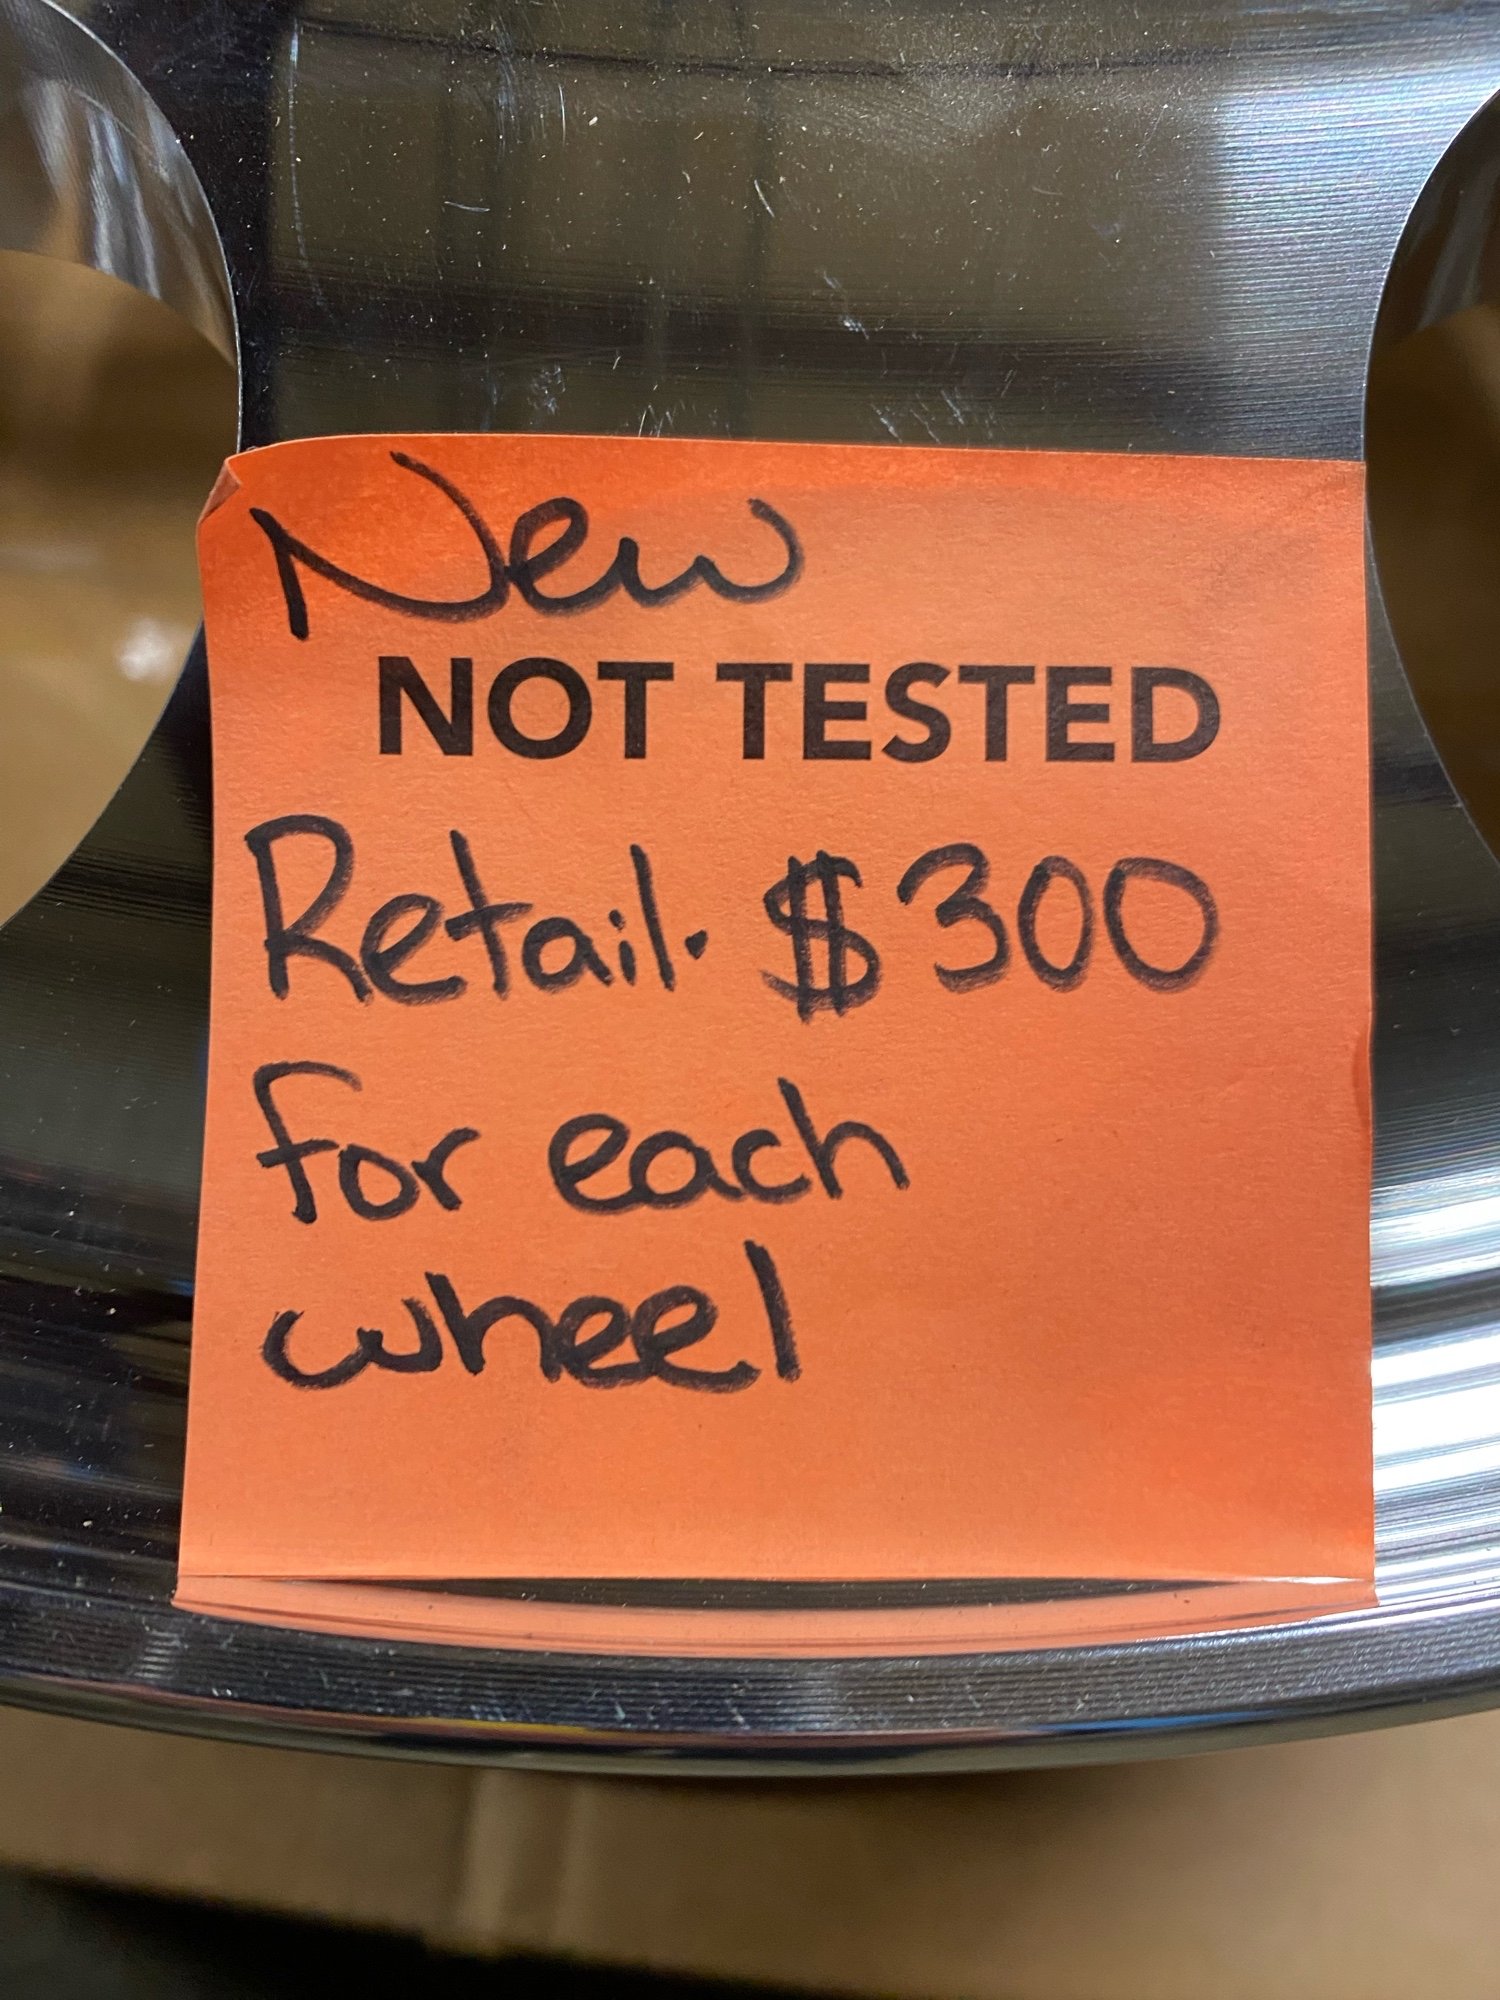 New
NOT TESTED
Retail. $300
for each
wheel